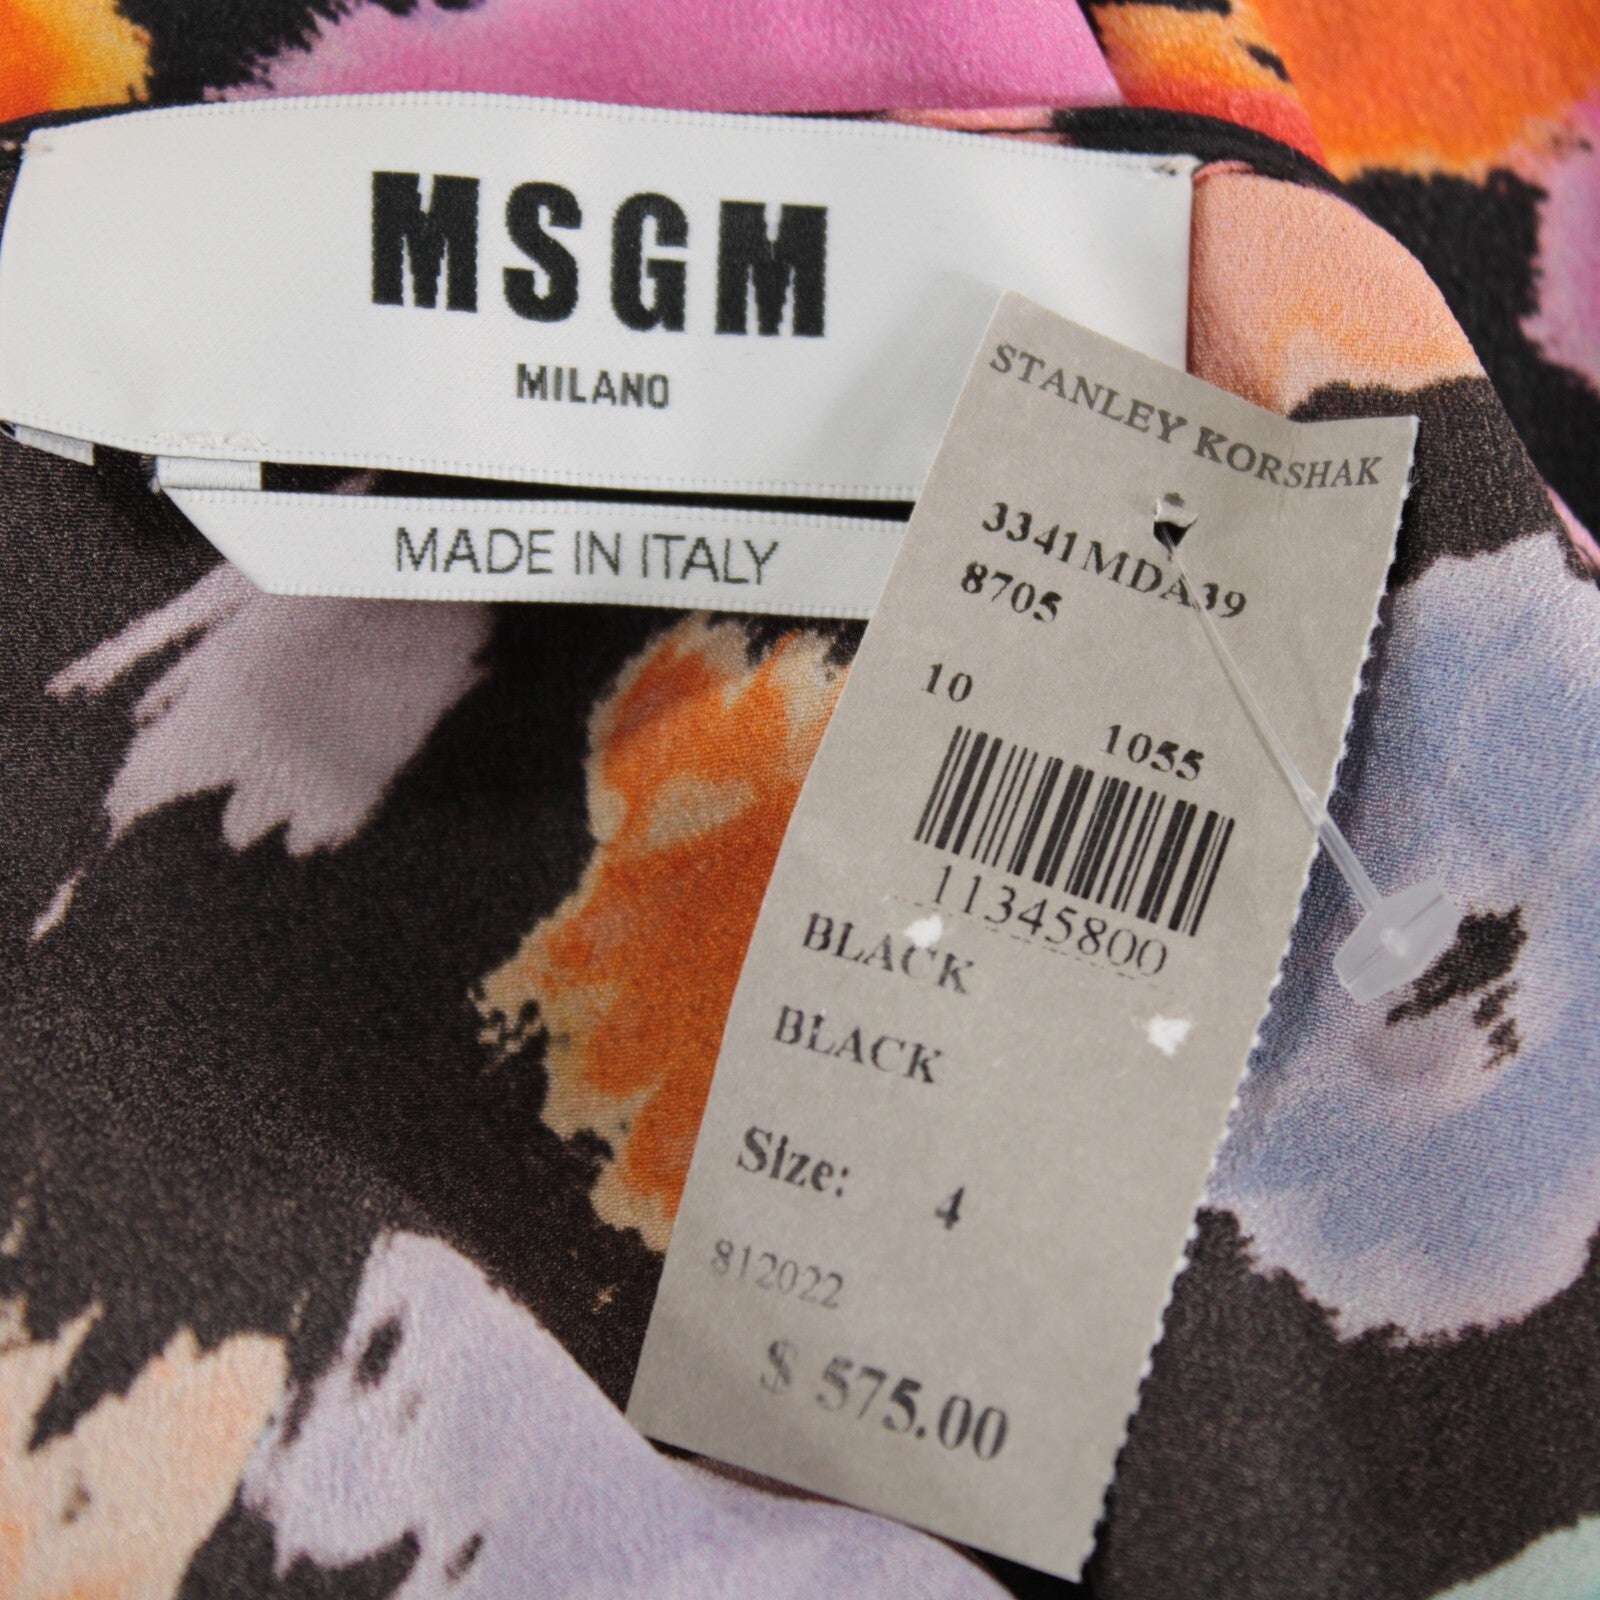 MSGM
MILANO
MADE IN ITALY
STANLEY KORSHAK
3341MDA39
8705
10
1055
11345800
BLACK
BLACK
Size: 4
812022
$ 575.00